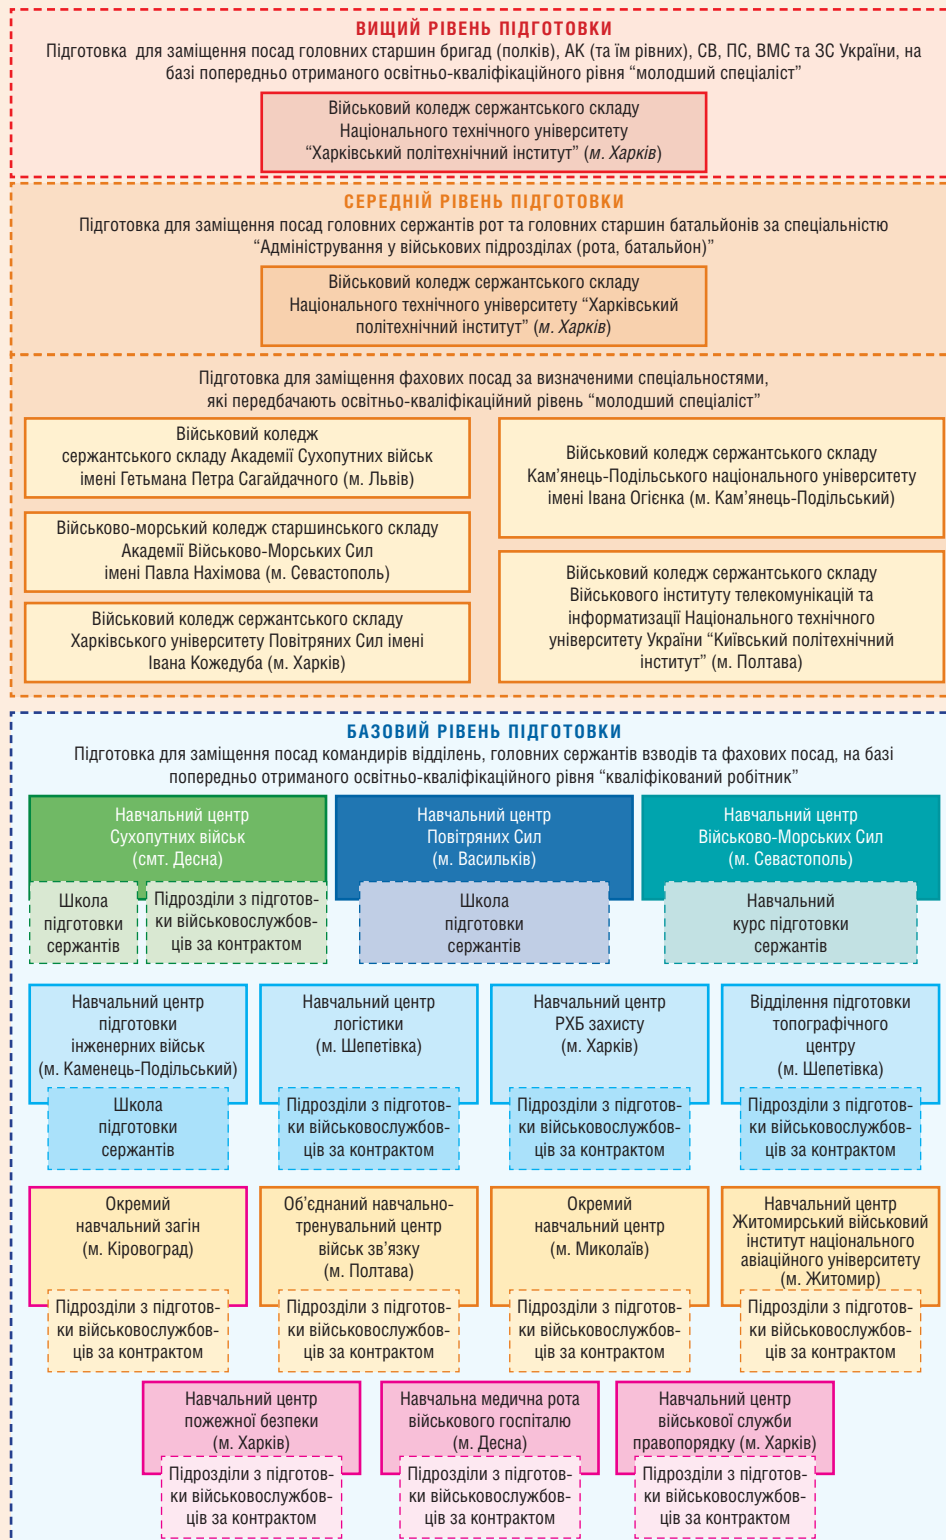 ВИЩИЙ РІВЕНЬ ПІДГОТОВКИ
Підготовка для заміщення посад головних старшин бригад (полків), АК (та їм рівних), СВ, ПС, ВМС та ЗС України, на
базі попередньо отриманого освітньо-кваліфікаційного рівня “молодший спеціаліст”
Військовий коледж сержантського складу
Національного технічного університету
“Харківський політехнічний інститут” (м. Харків)
СЕРЕДНІЙ РІВЕНЬ ПІДГОТОВКИ
Підготовка для заміщення посад головних сержантів рот та головних старшин батальйонів за спеціальністю
“Адміністрування у військових підрозділах (рота, батальйон)”
Військовий коледж сержантського складу
Національного технічного університету “Харківський
політехнічний інститут” (м. Харків)
Підготовка для заміщення фахових посад за визначеними спеціальностями,
які передбачають освітньо-кваліфікаційний рівень “молодший спеціаліст”
Військовий коледж
сержантського складу Академії Сухопутних військ
імені Гетьмана Петра Сагайдачного (м. Львів)
Військово-морський коледж старшинського складу
Академії Військово-Морських Сил
імені Павла Нахімова (м. Севастополь)
Військовий коледж сержантського складу
Харківського університету Повітряних Сил імені
Івана Кожедуба (м. Харків)
Військовий коледж сержантського складу
Кам’янець-Подільського національного університету
імені Івана Огієнка (м. Кам’янець-Подільський)
Військовий коледж сержантського складу
Військового інституту телекомунікацій та
інформатизації Національного технічного
університету України “Київський політехнічний
інститут” (м. Полтава)
БАЗОВИЙ РІВЕНЬ ПІДГОТОВКИ
Підготовка для заміщення посад командирів відділень, головних сержантів взводів та фахових посад, на базі
попередньо отриманого освітньо-кваліфікаційного рівня “кваліфікований робітник”
Навчальний центр
Сухопутних військ
(смт. Десна)
Школа
підготовки
сержантів
Підрозділи з підготов-
ки військовослужбов-
ців за контрактом
Навчальний центр
Повітряних Сил
(м. Васильків)
Школа
підготовки
сержантів
Навчальний центр
Військово-Морських Сил
(м. Севастополь)
Навчальний
курс підготовки
сержантів
Навчальний центр
підготовки
інженерних військ
(м. Каменець-Подільський)
Школа
підготовки
сержантів
Навчальний центр
логістики
(м. Шепетівка)
Підрозділи з підготов-
ки військовослужбов-
ців за контрактом
Навчальний центр
РХБ захисту
(м. Харків)
Підрозділи з підготов-
ки військовослужбов-
ців за контрактом
Відділення підготовки
топографічного
центру
(м. Шепетівка)
Підрозділи з підготов-
ки військовослужбов-
ців за контрактом
Окремий
навчальний загін
(м. Кіровоград)
Підрозділи з підготов-
ки військовослужбов-
ців за контрактом
Об’єднаний навчально-
тренувальний центр
військ зв’язку
(м. Полтава)
Підрозділи з підготов-
ки військовослужбов-
ців за контрактом
Окремий
навчальний центр
(м. Миколаїв)
Підрозділи з підготов-
ки військовослужбов-
ців за контрактом
Навчальний центр
Житомирський військовий
інститут національного
авіаційного університету
(м. Житомир)
Підрозділи з підготов-
ки військовослужбов-
ців за контрактом
Навчальний центр
пожежної безпеки
(м. Харків)
Підрозділи з підготов-
ки військовослужбов-
ців за контрактом
Навчальна медична рота
військового госпіталю
(м. Десна)
Підрозділи з підготов-
ки військовослужбов-
ців за контрактом
Навчальний центр
військової служби
правопорядку (м. Харків)
Підрозділи з підготов-
ки військовослужбов-
ців за контрактом